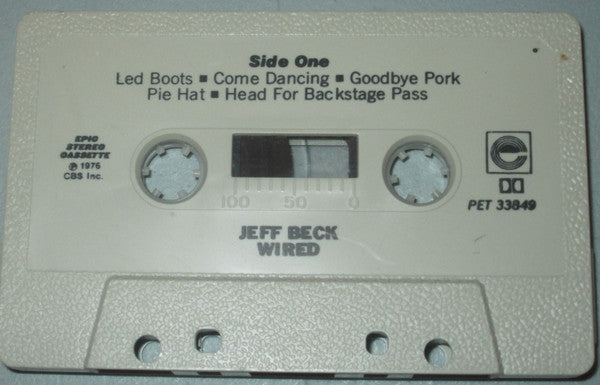 Side One
Led Boots ▪ Come Dancing ▪ Goodbye Pork
Pie Hat ▪ Head For Backstage Pass
EPIC
STEREO
CASSETTE
℗ 1976
CBS Inc.
e
PET 33849
100 50 0
JEFF BECK
WIRED